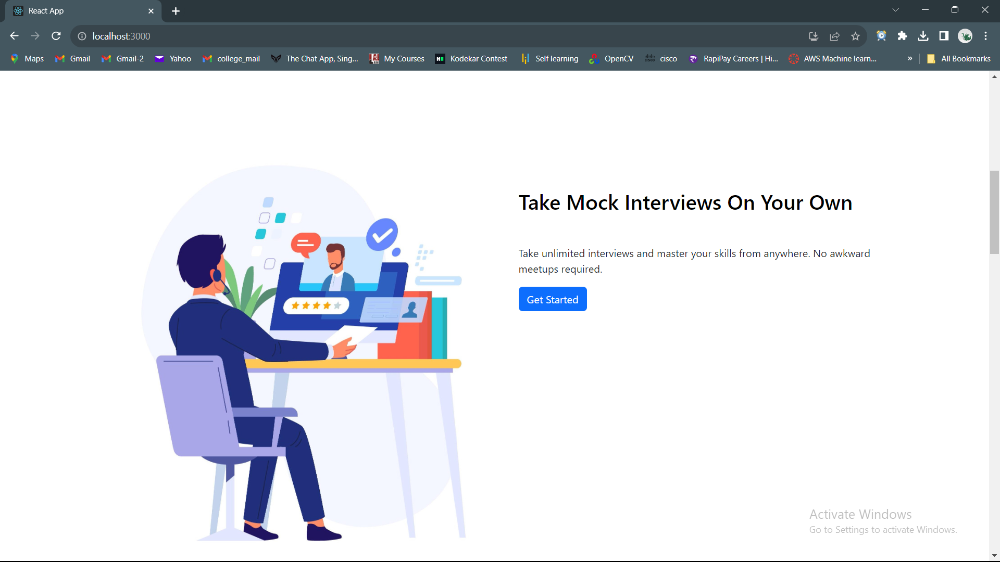 React App
localhost:3000
Maps
Gmail
Gmail-2
Yahoo
college_mail
The Chat App, Sing...
My Courses
Kodekar Contest
Self learning
OpenCV
cisco
RapiPay Careers | Hi...
AWS Machine learn...
»
All Bookmarks
Take Mock Interviews On Your Own
Take unlimited interviews and master your skills from anywhere. No awkward
meetups required.
Get Started
Activate Windows
Go to Settings to activate Windows.